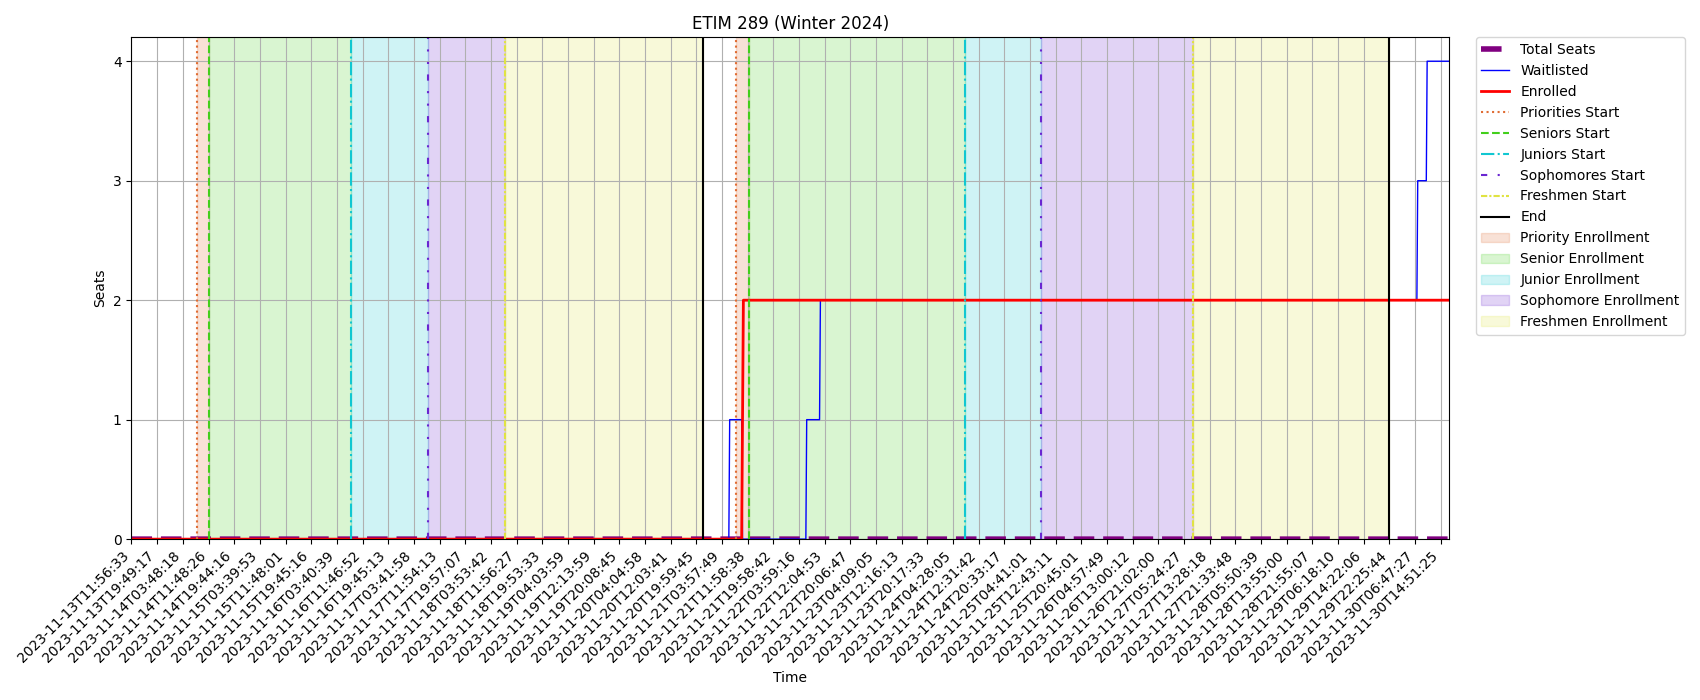 ETIM 289 (Winter 2024)
Seats
4
3
2
1
0
2023-11-13T11:56:33
2023-11-13T19:49:17
2023-11-14T03:48:18
2023-11-14T11:48:26
2023-11-14T19:44:16
2023-11-15T03:39:53
2023-11-15T11:48:01
2023-11-15T19:45:16
2023-11-16T03:40:39
2023-11-16T11:46:52
2023-11-16T19:45:13
2023-11-17T03:41:58
2023-11-17T11:54:13
2023-11-17T19:57:07
2023-11-18T03:53:42
2023-11-18T11:56:27
2023-11-18T19:53:33
2023-11-19T04:03:59
2023-11-19T12:13:59
2023-11-19T20:08:45
2023-11-20T04:04:58
2023-11-20T12:03:41
2023-11-20T19:59:45
2023-11-21T03:57:49
2023-11-21T11:58:38
2023-11-21T19:58:42
2023-11-22T03:59:16
2023-11-22T12:04:53
2023-11-22T20:06:47
2023-11-23T04:09:05
2023-11-23T12:16:13
2023-11-23T20:17:33
2023-11-24T04:28:05
2023-11-24T12:31:42
2023-11-24T20:33:17
2023-11-25T04:41:01
2023-11-25T12:43:11
2023-11-25T20:45:01
2023-11-26T04:57:49
2023-11-26T13:00:12
2023-11-26T21:02:00
2023-11-27T05:24:27
2023-11-27T13:28:18
2023-11-27T21:33:48
2023-11-28T05:50:39
2023-11-28T13:55:00
2023-11-28T21:55:07
2023-11-29T06:18:10
2023-11-29T14:22:06
2023-11-29T22:25:44
2023-11-30T06:47:27
2023-11-30T14:51:25
Time
Total Seats
Waitlisted
Enrolled
Priorities Start
Seniors Start
Juniors Start
Sophomores Start
Freshmen Start
End
Priority Enrollment
Senior Enrollment
Junior Enrollment
Sophomore Enrollment
Freshmen Enrollment